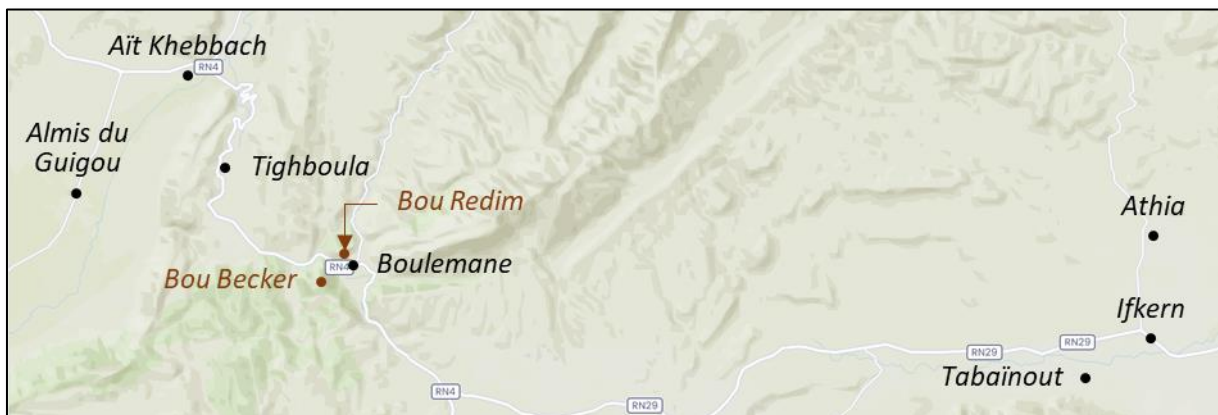 Aït Khebbach
RN4
Almis du
Guigou
Tighboula
Bou Redim
Athia
RN4
Boulemane
Bou Becker
Ifkern
RN29
RN29
Tabaïnout
RN4
RN29